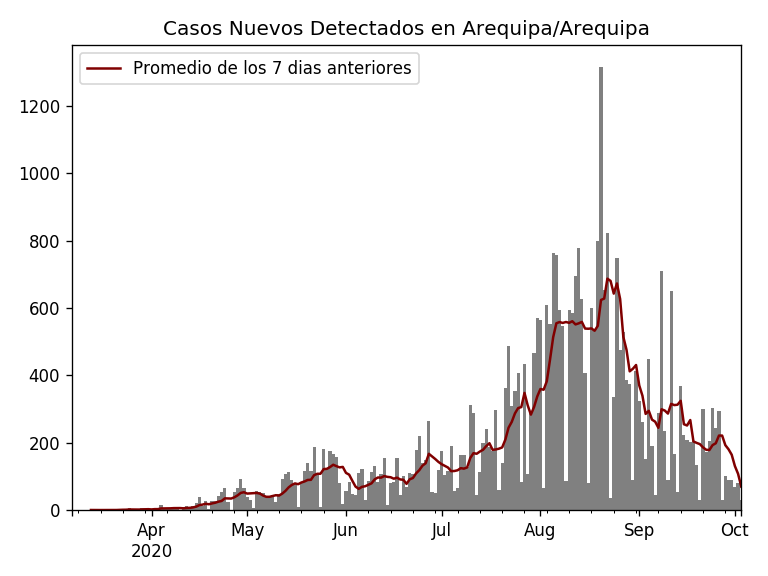 Casos Nuevos Detectados en Arequipa/Arequipa
Promedio de los 7 dias anteriores
1200
1000
800
600
400
200
0
Apr May Jun Jul Aug Sep Oct
2020